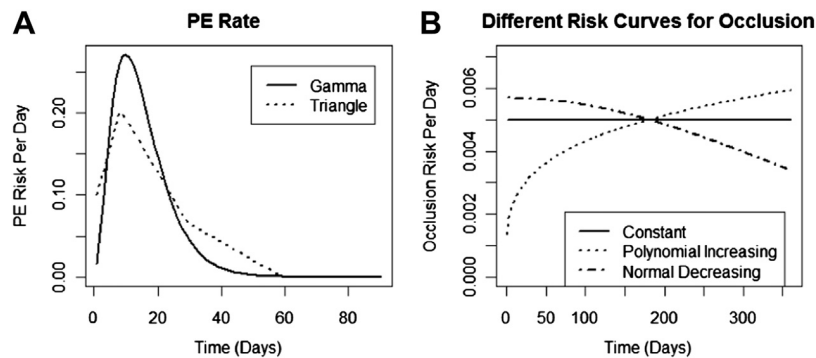 A
PE Rate
PE Risk Per Day
0.20
0.10
0.00
Gamma
Triangle
0 20 40 60 80
Time (Days)
B
Different Risk Curves for Occlusion
Occlusion Risk Per Day
0.006
0.004
0.002
0.000
Constant
Polynomial Increasing
Normal Decreasing
0 50 100 200 300
Time (Days)